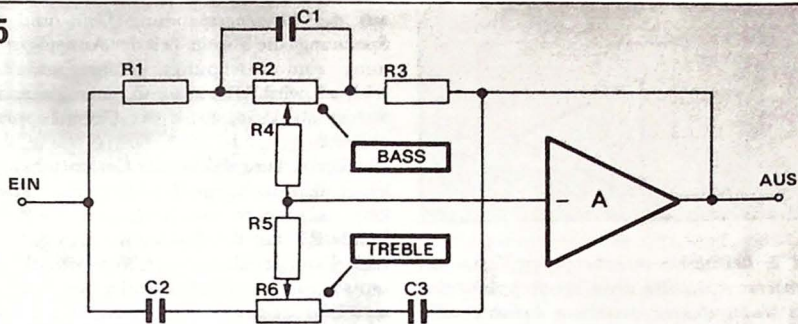 5
C1
R1 R2 R3
R4
BASS
EIN
A
AUS
R5
TREBLE
C2 R6 C3